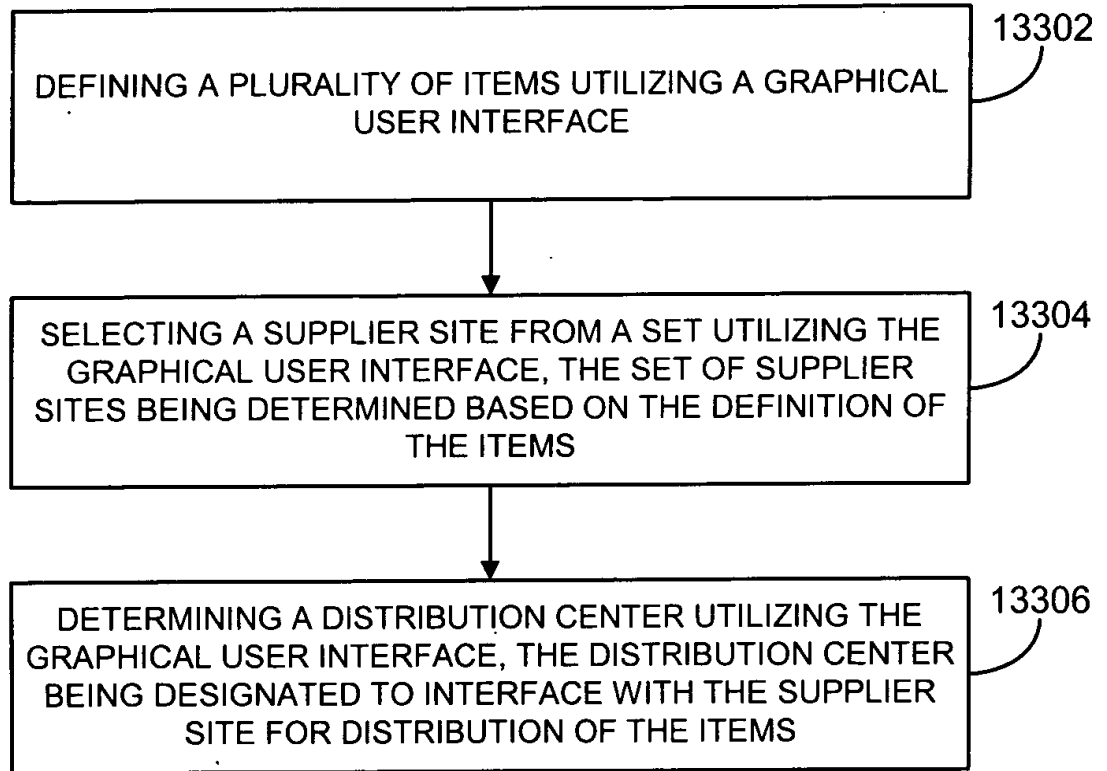 13302
DEFINING A PLURALITY OF ITEMS UTILIZING A GRAPHICAL
USER INTERFACE
13304
SELECTING A SUPPLIER SITE FROM A SET UTILIZING THE
GRAPHICAL USER INTERFACE, THE SET OF SUPPLIER
SITES BEING DETERMINED BASED ON THE DEFINITION OF
THE ITEMS
13306
DETERMINING A DISTRIBUTION CENTER UTILIZING THE
GRAPHICAL USER INTERFACE, THE DISTRIBUTION CENTER
BEING DESIGNATED TO INTERFACE WITH THE SUPPLIER
SITE FOR DISTRIBUTION OF THE ITEMS